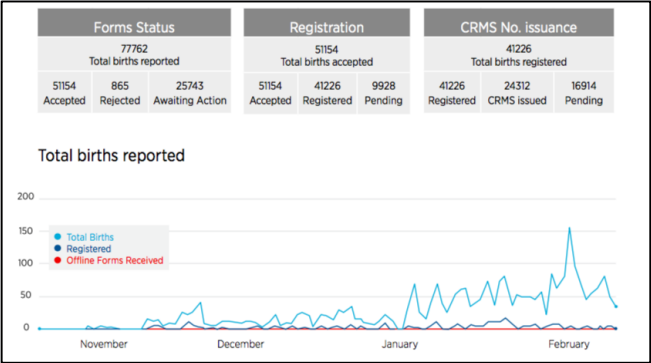 Forms Status
77762
Total births reported
51154 865 25743
Accepted Rejected Awaiting Action
Registration
51154
Total births accepted
51154 41226 9928
Accepted Registered Pending
CRMS No. issuance
41226
Total births registered
41226 24312 16914
Registered CRMS issued Pending
Total births reported
200
150
100
50
0
Total Births
Registered
Offline Forms Received
November December January February